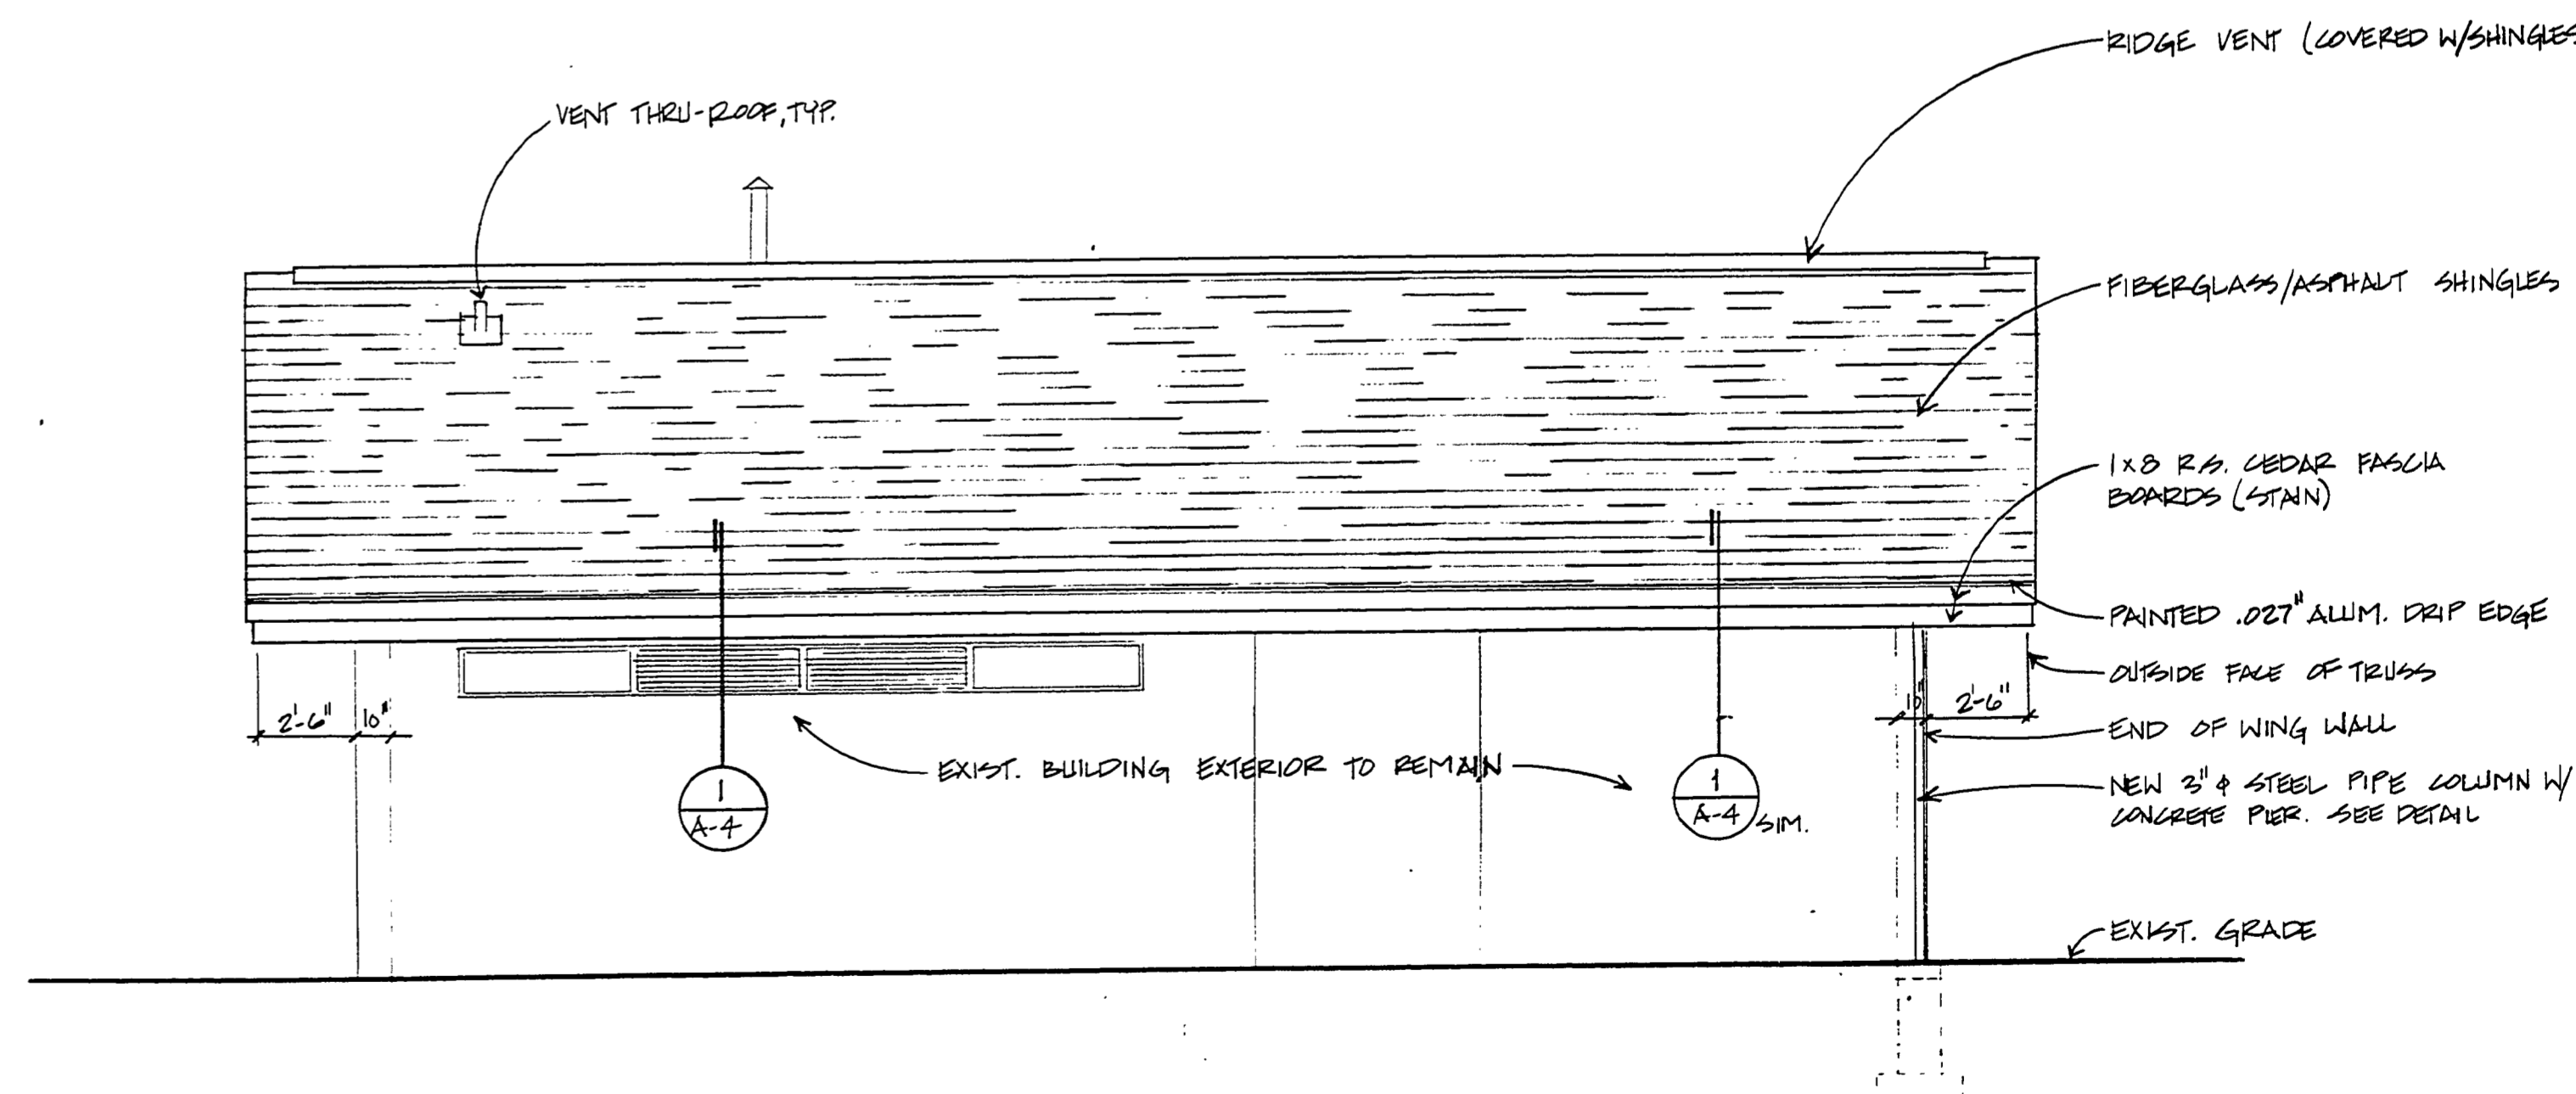 RIDGE VENT (COVERED W/SHINGLES
VENT THRU-ROOF, TYP.
FIBERGLASS/ASPHALT SHINGLES
1x8 R.S. CEDAR FASCIA
BOARDS (STAIN)
PAINTED .027" ALUM. DRIP EDGE
OUTSIDE FACE OF TRUSS
2'-6" 10"
10" 2'-6"
END OF WING WALL
EXIST. BUILDING EXTERIOR TO REMAIN
NEW 3"ϕ STEEL PIPE COLUMN W/
CONCRETE PIER. SEE DETAIL
1
A-4
1
A-4 SIM.
EXIST. GRADE